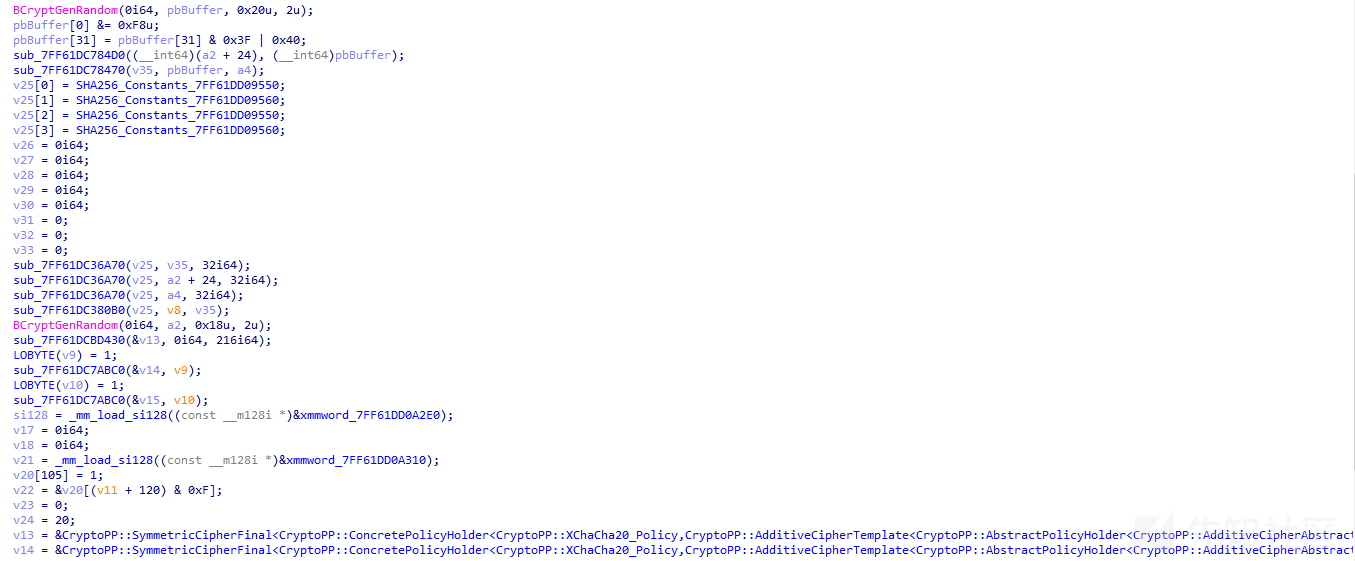 BCryptGenRandom(0i64, pbBuffer, 0x20u, 2u);
pbBuffer[0] &= 0xF8u;
pbBuffer[31] = pbBuffer[31] & 0x3F | 0x40;
sub_7FF61DC784D0((__int64)(a2 + 24), (__int64)pbBuffer);
sub_7FF61DC78470(v35, pbBuffer, a4);
v25[0] = SHA256_Constants_7FF61DD09550;
v25[1] = SHA256_Constants_7FF61DD09560;
v25[2] = SHA256_Constants_7FF61DD09550;
v25[3] = SHA256_Constants_7FF61DD09560;
v26 = 0i64;
v27 = 0i64;
v28 = 0i64;
v29 = 0i64;
v30 = 0i64;
v31 = 0;
v32 = 0;
v33 = 0;
sub_7FF61DC36A70(v25, v35, 32i64);
sub_7FF61DC36A70(v25, a2 + 24, 32i64);
sub_7FF61DC36A70(v25, a4, 32i64);
sub_7FF61DC380B0(v25, v8, v35);
BCryptGenRandom(0i64, a2, 0x18u, 2u);
sub_7FF61DCBD430(&v13, 0i64, 216i64);
LOBYTE(v9) = 1;
sub_7FF61DC7ABC0(&v14, v9);
LOBYTE(v10) = 1;
sub_7FF61DC7ABC0(&v15, v10);
si128 = _mm_load_si128((const __m128i *)&xmmword_7FF61DD0A2E0);
v17 = 0i64;
v18 = 0i64;
v21 = _mm_load_si128((const __m128i *)&xmmword_7FF61DD0A310);
v20[105] = 1;
v22 = &v20[(v11 + 120) & 0xF];
v23 = 0;
v24 = 20;
v13 = &CryptoPP::SymmetricCipherFinal<CryptoPP::ConcretePolicyHolder<CryptoPP::XChaCha20_Policy,CryptoPP::AdditiveCipherTemplate<CryptoPP::AbstractPolicyHolder<CryptoPP::AdditiveCipherAbstract
v14 = &CryptoPP::SymmetricCipherFinal<CryptoPP::ConcretePolicyHolder<CryptoPP::XChaCha20_Policy,CryptoPP::AdditiveCipherTemplate<CryptoPP::AbstractPolicyHolder<CryptoPP::AdditiveCipherAbstract